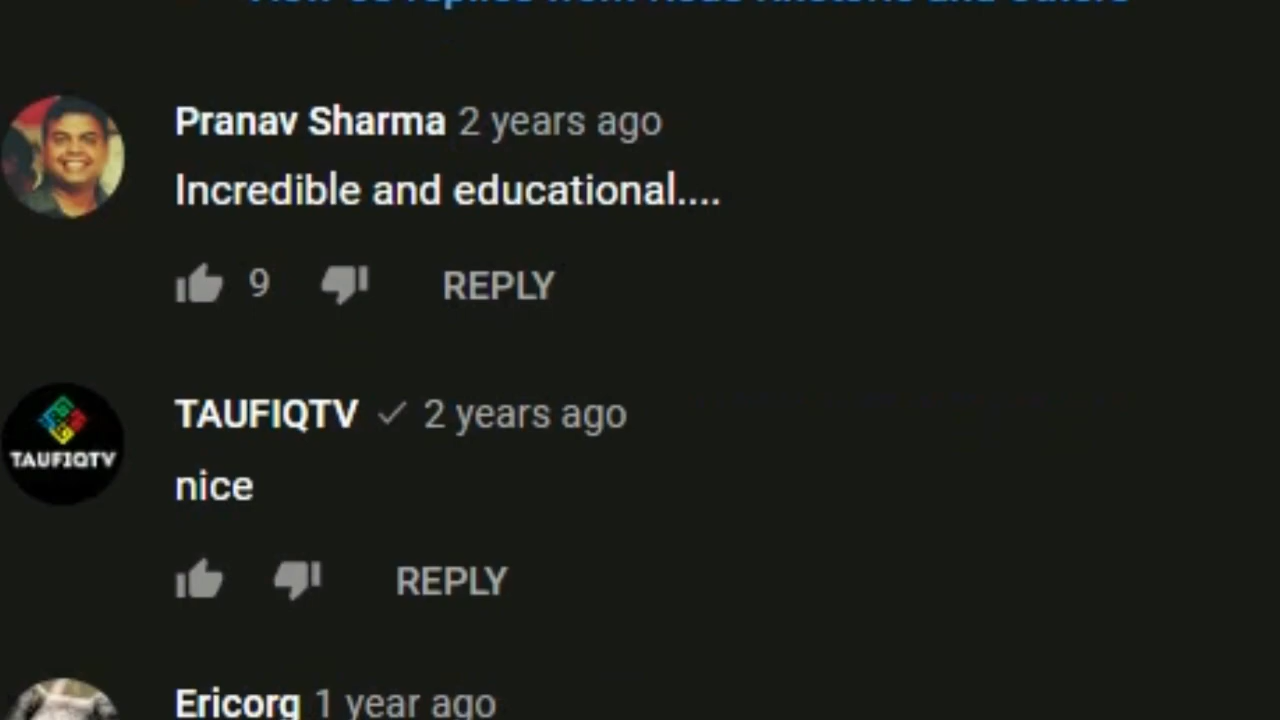 Pranav Sharma 2 years ago
Incredible and educational....
9 REPLY
TAUFIQTV ✓ 2 years ago
TAUFIQTV
nice
REPLY
Ericorg 1 year ago